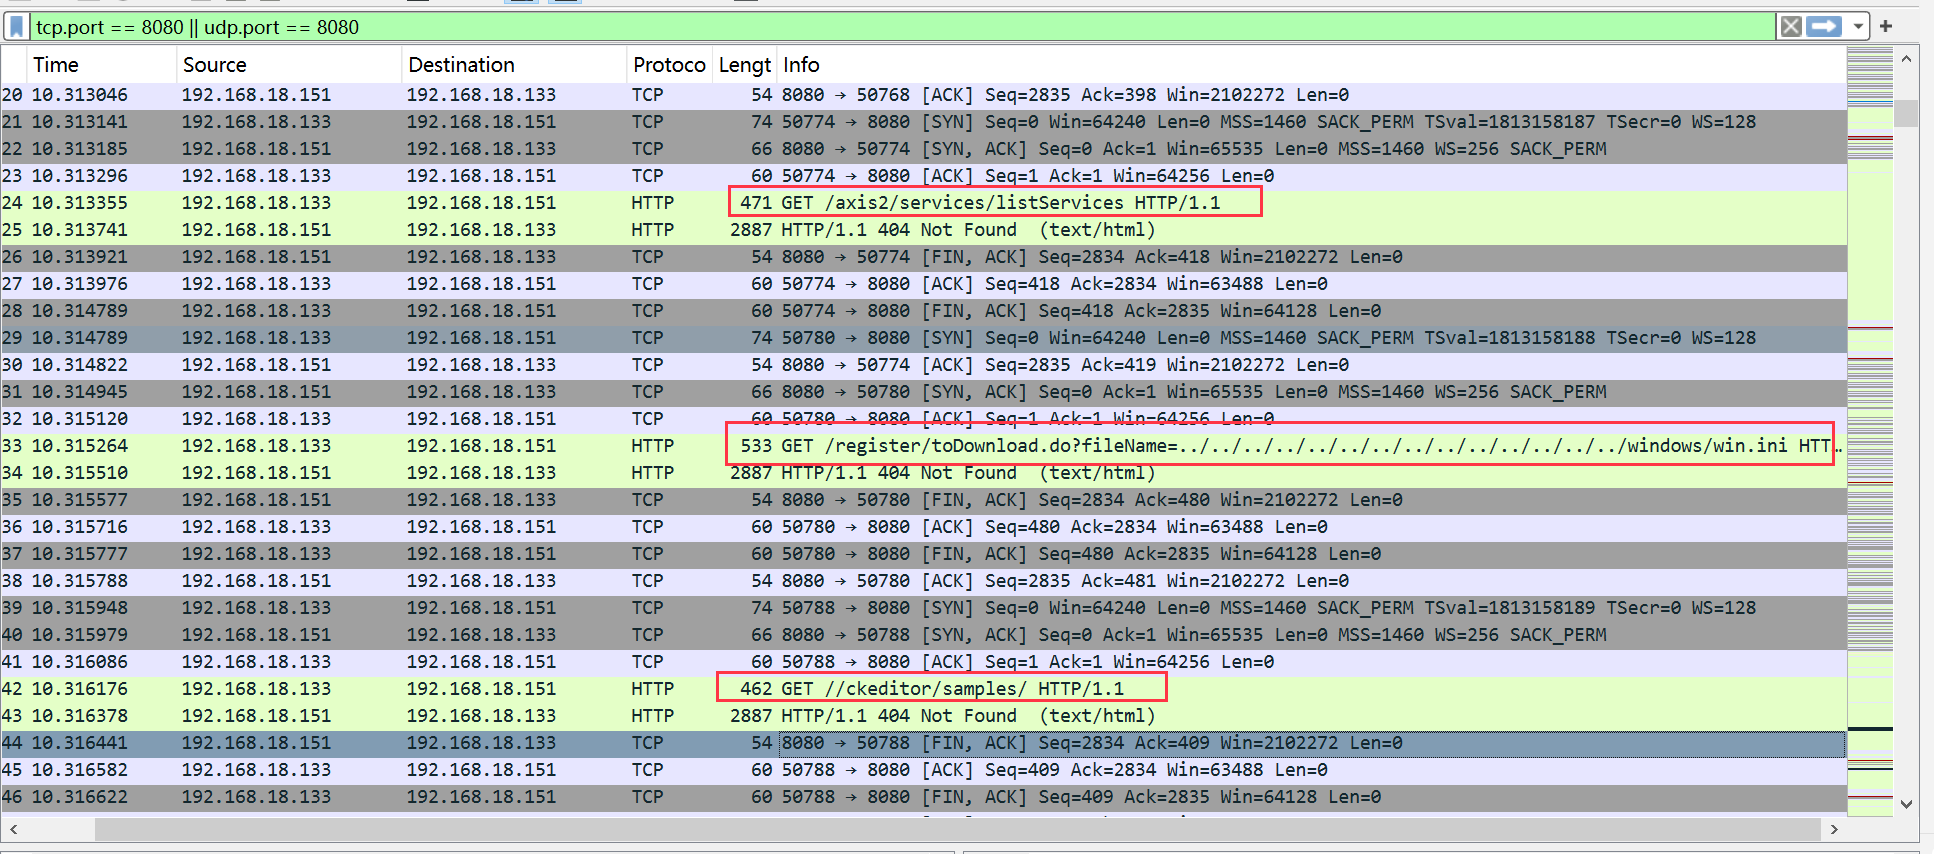 tcp.port == 8080 || udp.port == 8080
Time Source Destination Protoco Lengt Info
20 10.313046 192.168.18.151 192.168.18.133 TCP 54 8080 → 50768 [ACK] Seq=2835 Ack=398 Win=2102272 Len=0
21 10.313141 192.168.18.133 192.168.18.151 TCP 74 50774 → 8080 [SYN] Seq=0 Win=64240 Len=0 MSS=1460 SACK_PERM TSval=1813158187 TSecr=0 WS=128
22 10.313185 192.168.18.151 192.168.18.133 TCP 66 8080 → 50774 [SYN, ACK] Seq=0 Ack=1 Win=65535 Len=0 MSS=1460 WS=256 SACK_PERM
23 10.313296 192.168.18.133 192.168.18.151 TCP 60 50774 → 8080 [ACK] Seq=1 Ack=1 Win=64256 Len=0
24 10.313355 192.168.18.133 192.168.18.151 HTTP 471 GET /axis2/services/listServices HTTP/1.1
25 10.313741 192.168.18.151 192.168.18.133 HTTP 2887 HTTP/1.1 404 Not Found (text/html)
26 10.313921 192.168.18.151 192.168.18.133 TCP 54 8080 → 50774 [FIN, ACK] Seq=2834 Ack=418 Win=2102272 Len=0
27 10.313976 192.168.18.133 192.168.18.151 TCP 60 50774 → 8080 [ACK] Seq=418 Ack=2834 Win=63488 Len=0
28 10.314789 192.168.18.133 192.168.18.151 TCP 60 50774 → 8080 [FIN, ACK] Seq=418 Ack=2835 Win=64128 Len=0
29 10.314789 192.168.18.133 192.168.18.151 TCP 74 50780 → 8080 [SYN] Seq=0 Win=64240 Len=0 MSS=1460 SACK_PERM TSval=1813158188 TSecr=0 WS=128
30 10.314822 192.168.18.151 192.168.18.133 TCP 54 8080 → 50774 [ACK] Seq=2835 Ack=419 Win=2102272 Len=0
31 10.314945 192.168.18.151 192.168.18.133 TCP 66 8080 → 50780 [SYN, ACK] Seq=0 Ack=1 Win=65535 Len=0 MSS=1460 WS=256 SACK_PERM
32 10.315120 192.168.18.133 192.168.18.151 TCP 60 50780 → 8080 [ACK] Seq=1 Ack=1 Win=64256 Len=0
33 10.315264 192.168.18.133 192.168.18.151 HTTP 533 GET /register/toDownload.do?fileName=../../../../../../../../../../../../../../windows/win.ini HTT…
34 10.315510 192.168.18.151 192.168.18.133 HTTP 2887 HTTP/1.1 404 Not Found (text/html)
35 10.315577 192.168.18.151 192.168.18.133 TCP 54 8080 → 50780 [FIN, ACK] Seq=2834 Ack=480 Win=2102272 Len=0
36 10.315716 192.168.18.133 192.168.18.151 TCP 60 50780 → 8080 [ACK] Seq=480 Ack=2834 Win=63488 Len=0
37 10.315777 192.168.18.133 192.168.18.151 TCP 60 50780 → 8080 [FIN, ACK] Seq=480 Ack=2835 Win=64128 Len=0
38 10.315788 192.168.18.151 192.168.18.133 TCP 54 8080 → 50780 [ACK] Seq=2835 Ack=481 Win=2102272 Len=0
39 10.315948 192.168.18.133 192.168.18.151 TCP 74 50788 → 8080 [SYN] Seq=0 Win=64240 Len=0 MSS=1460 SACK_PERM TSval=1813158189 TSecr=0 WS=128
40 10.315979 192.168.18.151 192.168.18.133 TCP 66 8080 → 50788 [SYN, ACK] Seq=0 Ack=1 Win=65535 Len=0 MSS=1460 WS=256 SACK_PERM
41 10.316086 192.168.18.133 192.168.18.151 TCP 60 50788 → 8080 [ACK] Seq=1 Ack=1 Win=64256 Len=0
42 10.316176 192.168.18.133 192.168.18.151 HTTP 462 GET //ckeditor/samples/ HTTP/1.1
43 10.316378 192.168.18.151 192.168.18.133 HTTP 2887 HTTP/1.1 404 Not Found (text/html)
44 10.316441 192.168.18.151 192.168.18.133 TCP 54 8080 → 50788 [FIN, ACK] Seq=2834 Ack=409 Win=2102272 Len=0
45 10.316582 192.168.18.133 192.168.18.151 TCP 60 50788 → 8080 [ACK] Seq=409 Ack=2834 Win=63488 Len=0
46 10.316622 192.168.18.133 192.168.18.151 TCP 60 50788 → 8080 [FIN, ACK] Seq=409 Ack=2835 Win=64128 Len=0